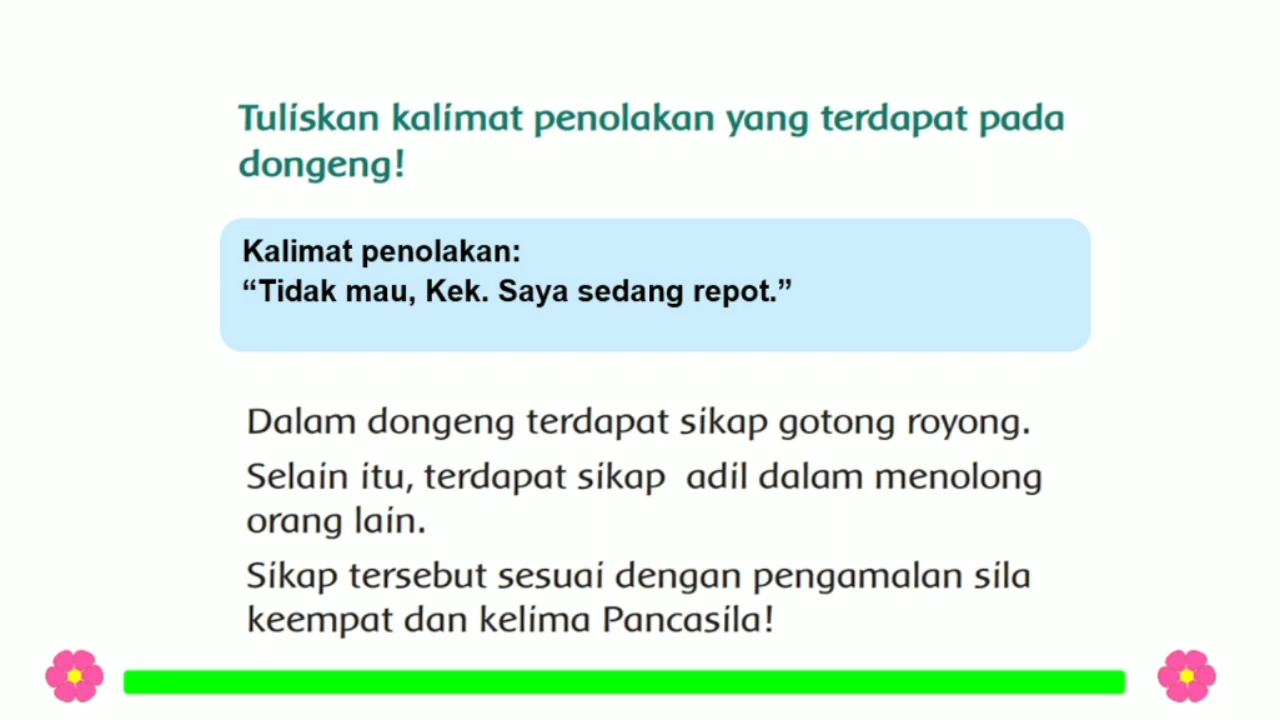 Tuliskan kalimat penolakan yang terdapat pada
dongeng!
Kalimat penolakan:
“Tidak mau, Kek. Saya sedang repot.”
Dalam dongeng terdapat sikap gotong royong.
Selain itu, terdapat sikap adil dalam menolong
orang lain.
Sikap tersebut sesuai dengan pengamalan sila
keempat dan kelima Pancasila!